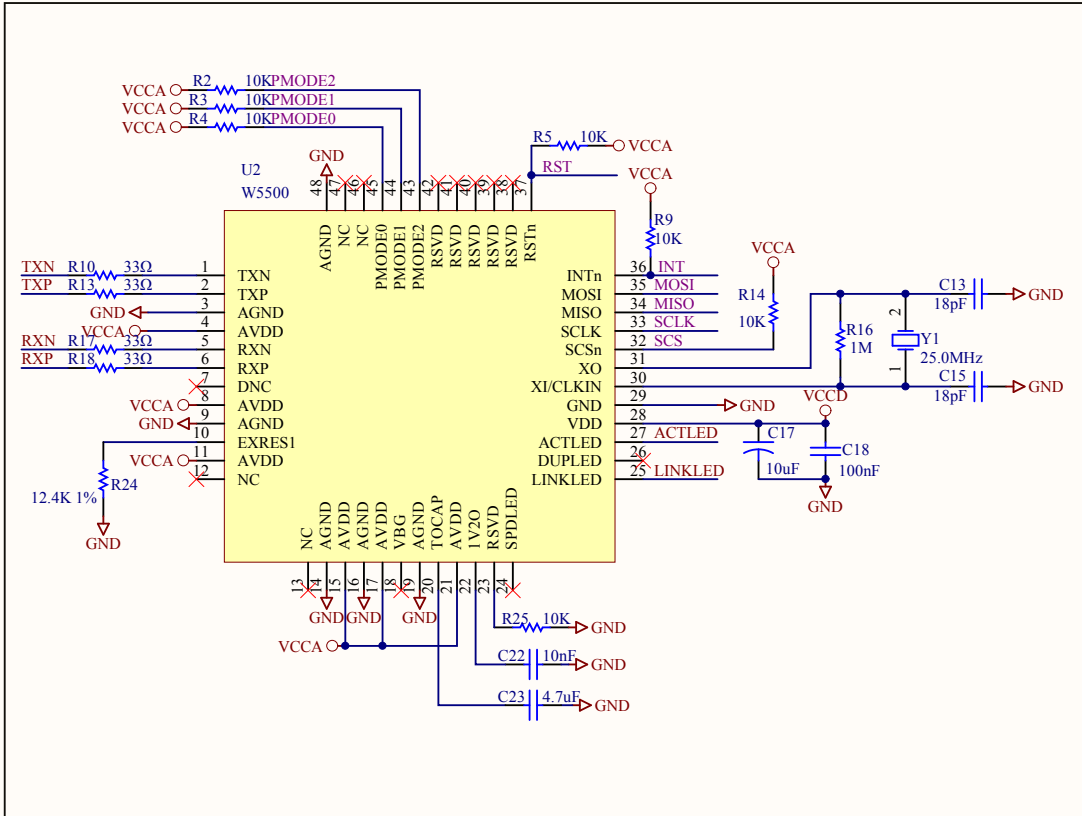 VCCA R2 10K PMODE2
VCCA R3 10K PMODE1
VCCA R4 10K PMODE0
R5 10K VCCA
RST
GND
U2
W5500
VCCA
R9
10K
48 47 46 45 44 43 42 41 40 39 38 37
AGND NC NC PMODE0 PMODE1 PMODE2 RSVD RSVD RSVD RSVD RSVD RSTn
TXN R10 33Ω 1 TXN
TXP R13 33Ω 2 TXP
GND 3 AGND
VCCA 4 AVDD
RXN R17 33Ω 5 RXN
RXP R18 33Ω 6 RXP
7 DNC
VCCA 8 AVDD
GND 9 AGND
10 EXRES1
VCCA 11 AVDD
12 NC
R24
12.4K 1%
GND
INTn 36 INT
MOSI 35 MOSI
MISO 34 MISO
SCLK 33 SCLK
SCSn 32 SCS
XO 31
XI/CLKIN 30
GND 29 GND
VDD 28
ACTLED 27 ACTLED
DUPLED 26
LINKLED 25 LINKLED
VCCA
R14
10K
R16
1M
2
Y1
25.0MHz
1
C13
18pF
GND
C15
18pF
GND
VCCD
C17
10uF
C18
100nF
GND
NC AGND AVDD AGND AVDD VBG AGND TOCAP AVDD 1V2O RSVD SPDLED
13 14 15 16 17 18 19 20 21 22 23 24
GND GND GND
VCCA
R25 10K GND
C22 10nF GND
C23 4.7uF GND